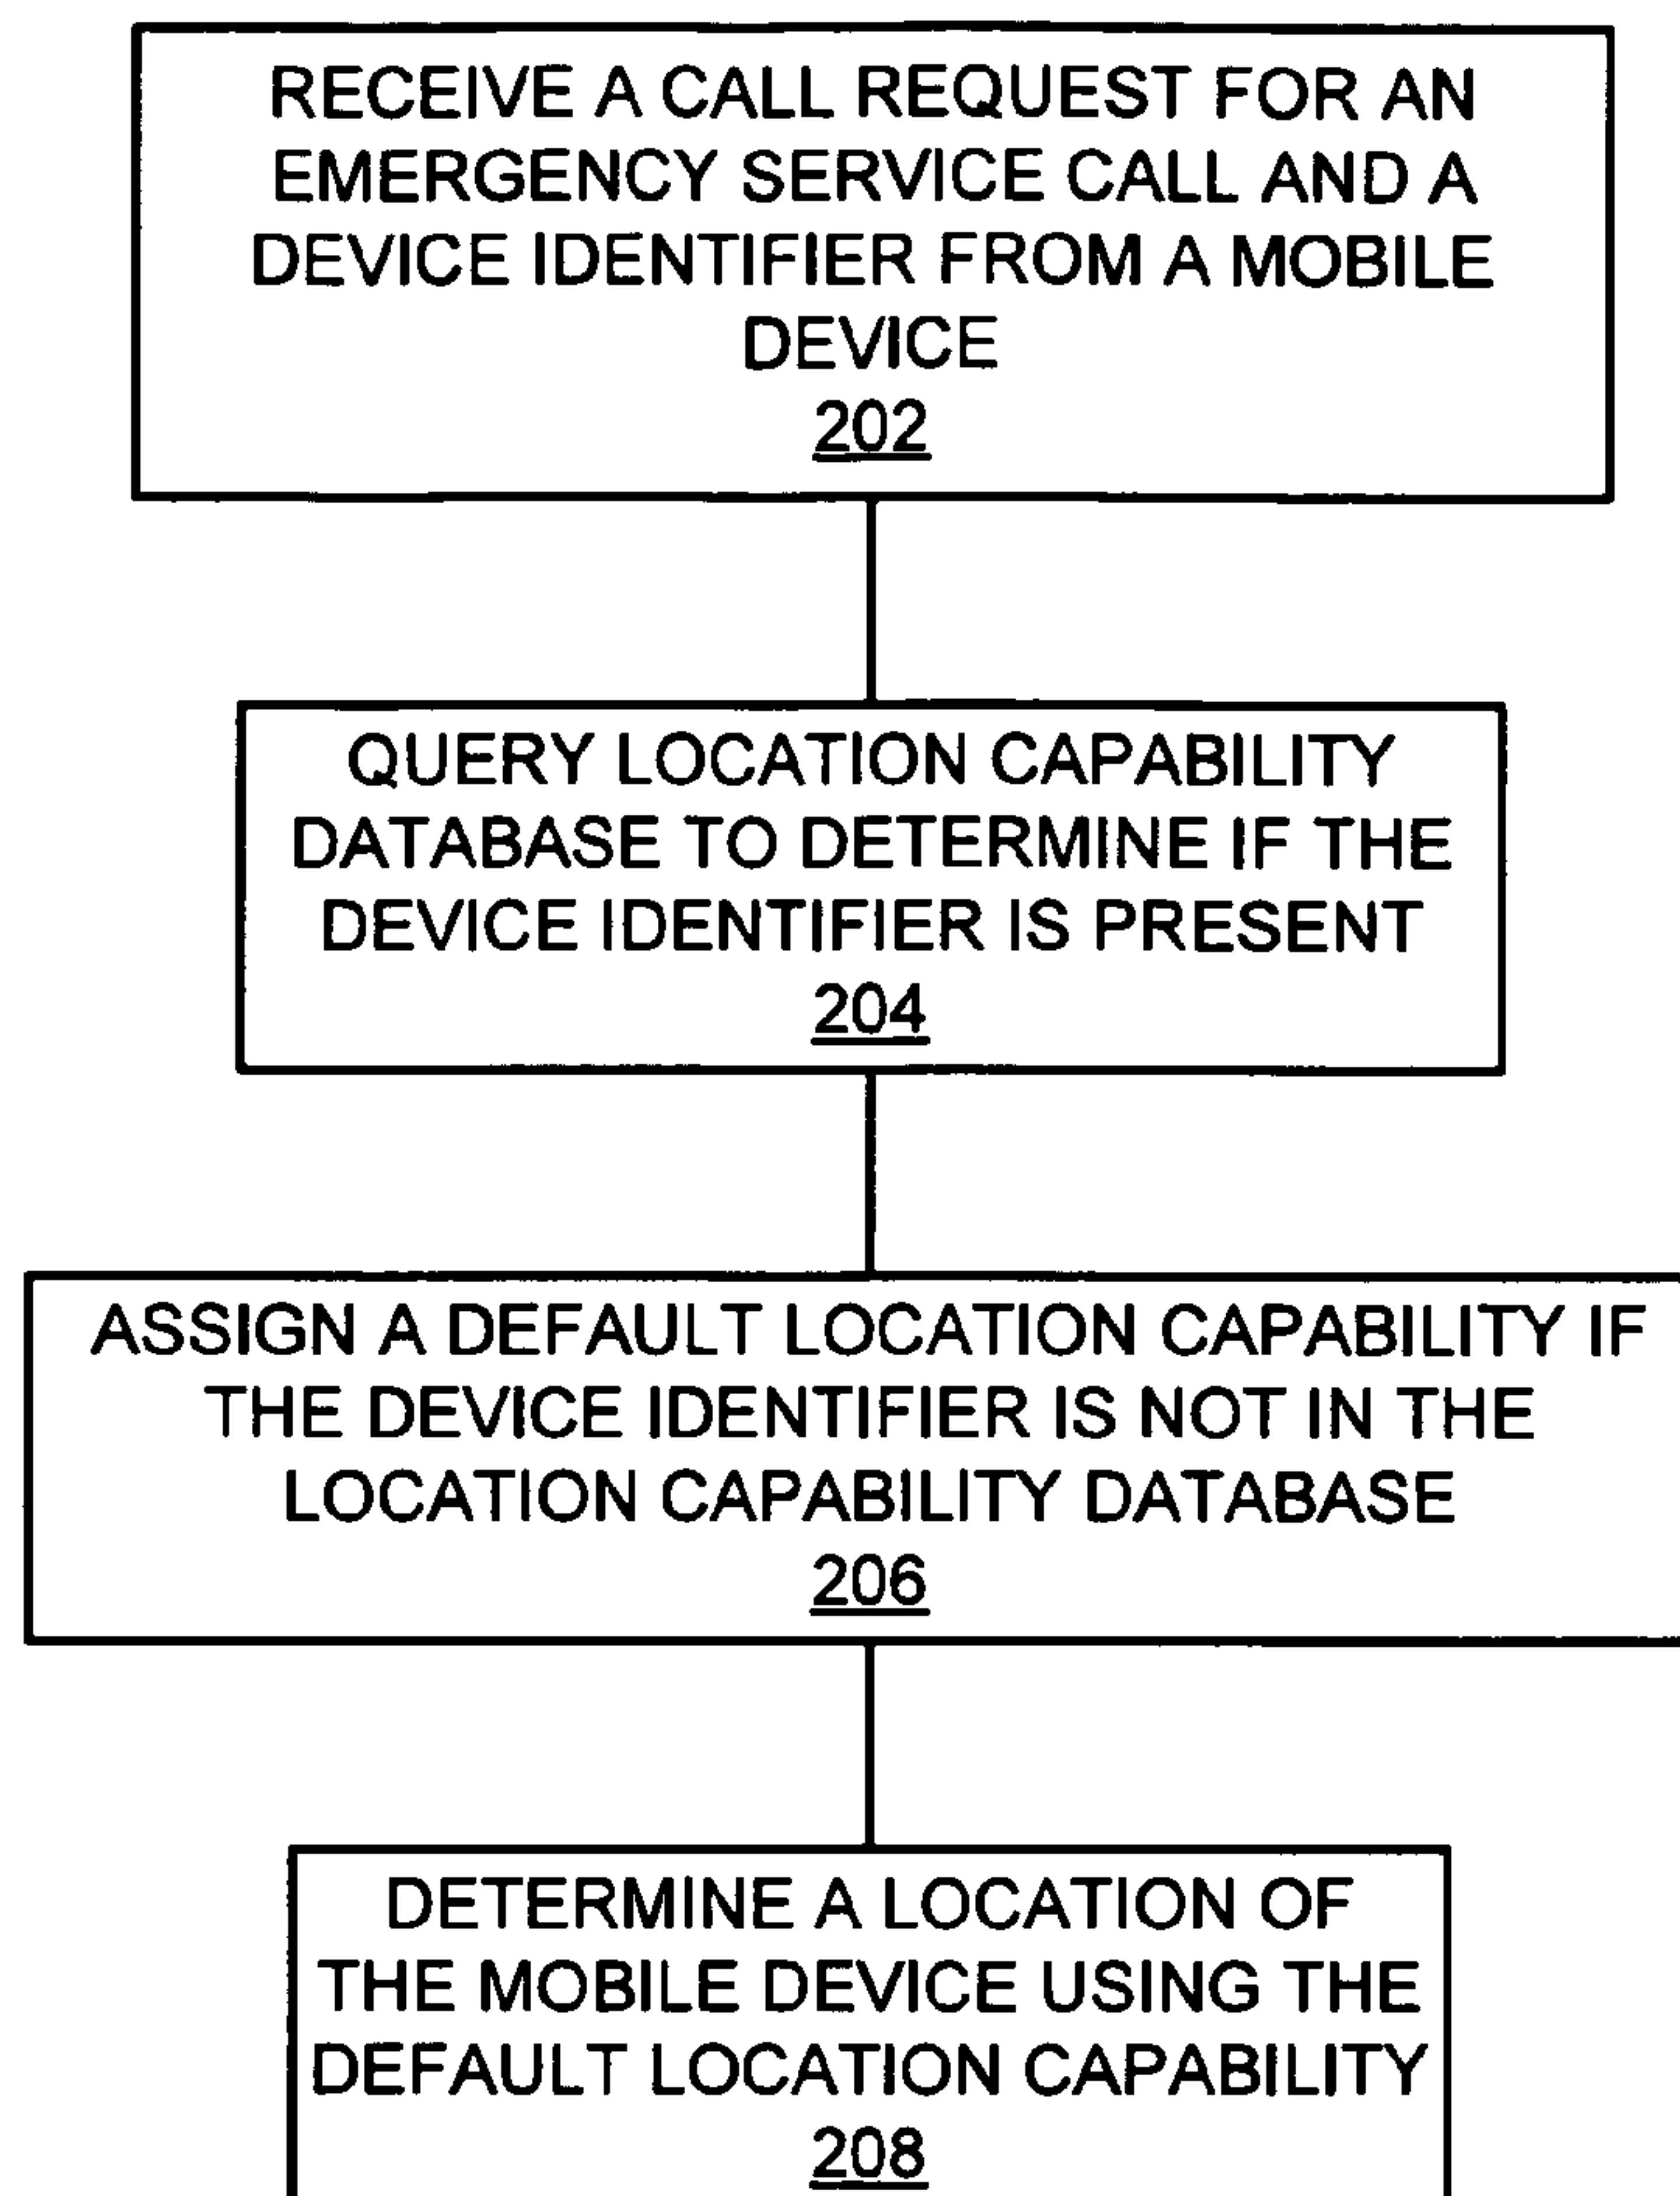 RECEIVE A CALL REQUEST FOR AN
EMERGENCY SERVICE CALL AND A
DEVICE IDENTIFIER FROM A MOBILE
DEVICE
202
QUERY LOCATION CAPABILITY
DATABASE TO DETERMINE IF THE
DEVICE IDENTIFIER IS PRESENT
204
ASSIGN A DEFAULT LOCATION CAPABILITY IF
THE DEVICE IDENTIFIER IS NOT IN THE
LOCATION CAPABILITY DATABASE
206
DETERMINE A LOCATION OF
THE MOBILE DEVICE USING THE
DEFAULT LOCATION CAPABILITY
208